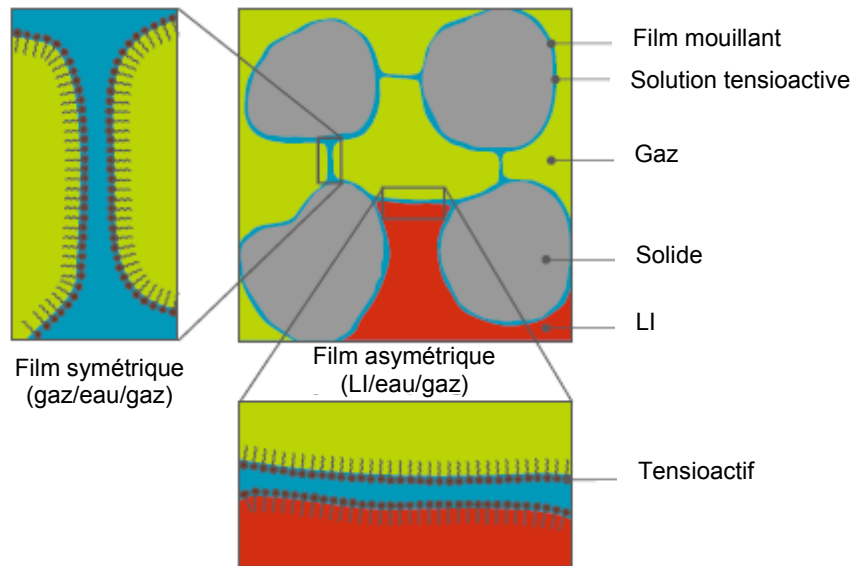 Film mouillant
Solution tensioactive
Gaz
Solide
LI
Film symétrique
(gaz/eau/gaz)
Film asymétrique
(LI/eau/gaz)
Tensioactif